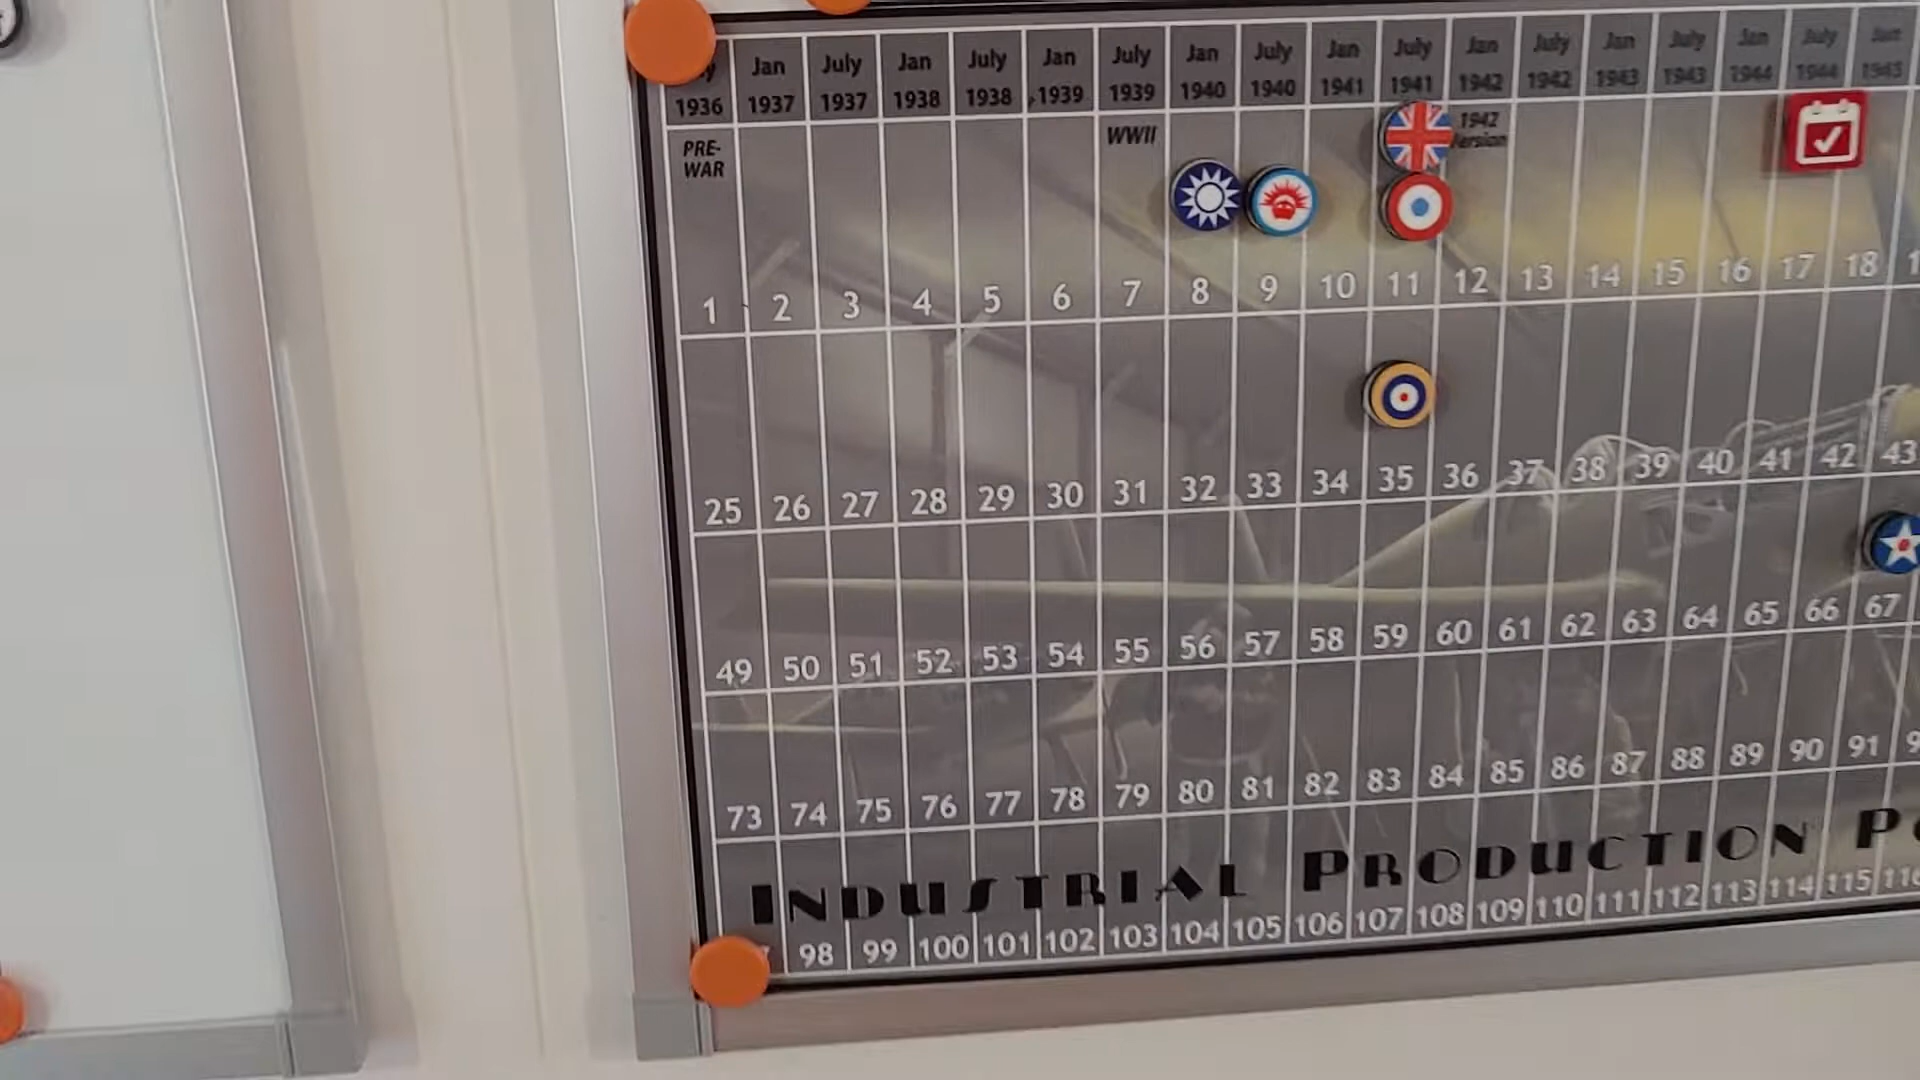 y Jan July Jan July Jan July Jan July Jan July Jan July Jan July Jan July Jan
1936 1937 1937 1938 1938 1939 1939 1940 1940 1941 1941 1942 1942 1943 1943 1944 1944 1945
PRE-
WAR
WWII
1942
Version
1 2 3 4 5 6 7 8 9 10 11 12 13 14 15 16 17 18
25 26 27 28 29 30 31 32 33 34 35 36 37 38 39 40 41 42 43
49 50 51 52 53 54 55 56 57 58 59 60 61 62 63 64 65 66 67
73 74 75 76 77 78 79 80 81 82 83 84 85 86 87 88 89 90 91 9
INDUSTRIAL PRODUCTION
98 99 100 101 102 103 104 105 106 107 108 109 110 111 112 113 114 115 116